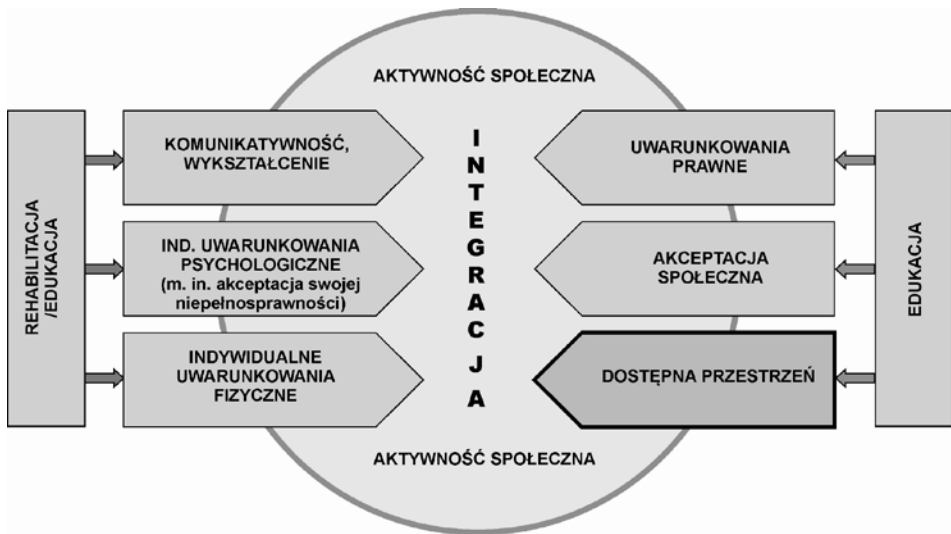 AKTYWNOŚĆ SPOŁECZNA
REHABILITACJA
/EDUKACJA
KOMUNIKATYWNOŚĆ,
WYKSZTAŁCENIE
IND. UWARUNKOWANIA
PSYCHOLOGICZNE
(m. in. akceptacja swojej
niepełnosprawności)
INDYWIDUALNE
UWARUNKOWANIA
FIZYCZNE
INTEGRACJA
UWARUNKOWANIA
PRAWNE
AKCEPTACJA
SPOŁECZNA
DOSTĘPNA PRZESTRZEŃ
EDUKACJA
AKTYWNOŚĆ SPOŁECZNA